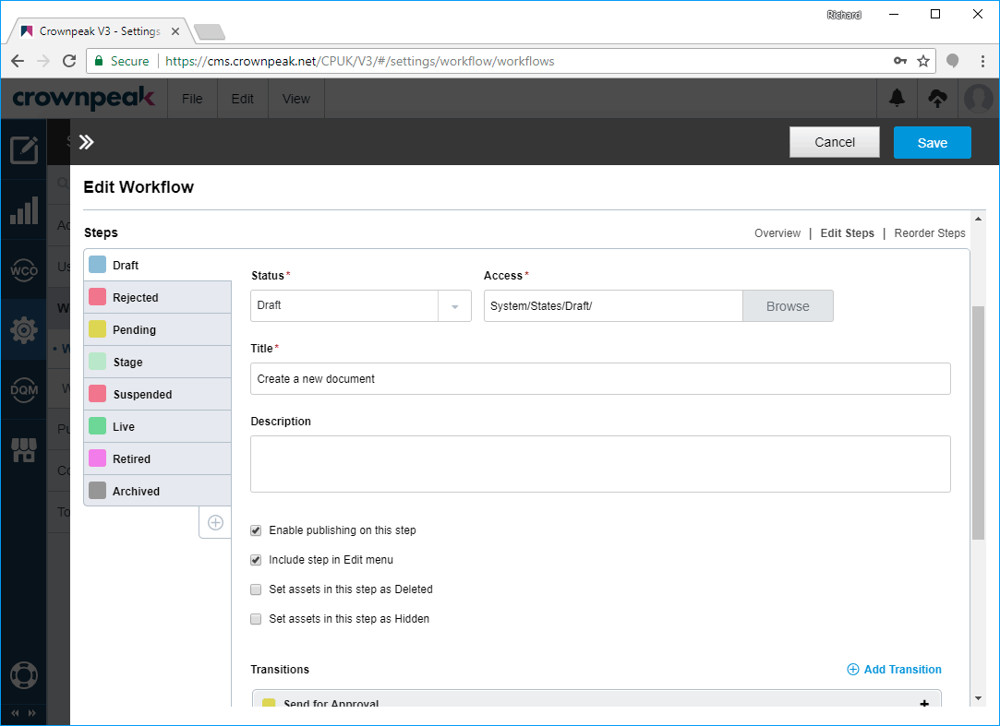 Richard
Crownpeak V3 - Settings
Secure
https://cms.crownpeak.net/CPUK/V3/#/settings/workflow/workflows
crownpeak
File Edit View
Cancel Save
Edit Workflow
Steps
Overview | Edit Steps | Reorder Steps
WCO
DQM
Draft
Rejected
Pending
Stage
Suspended
Live
Retired
Archived
Status*
Access*
Draft
System/States/Draft/
Browse
Title*
Create a new document
Description
Enable publishing on this step
Include step in Edit menu
Set assets in this step as Deleted
Set assets in this step as Hidden
Transitions
Add Transition
Send for Approval